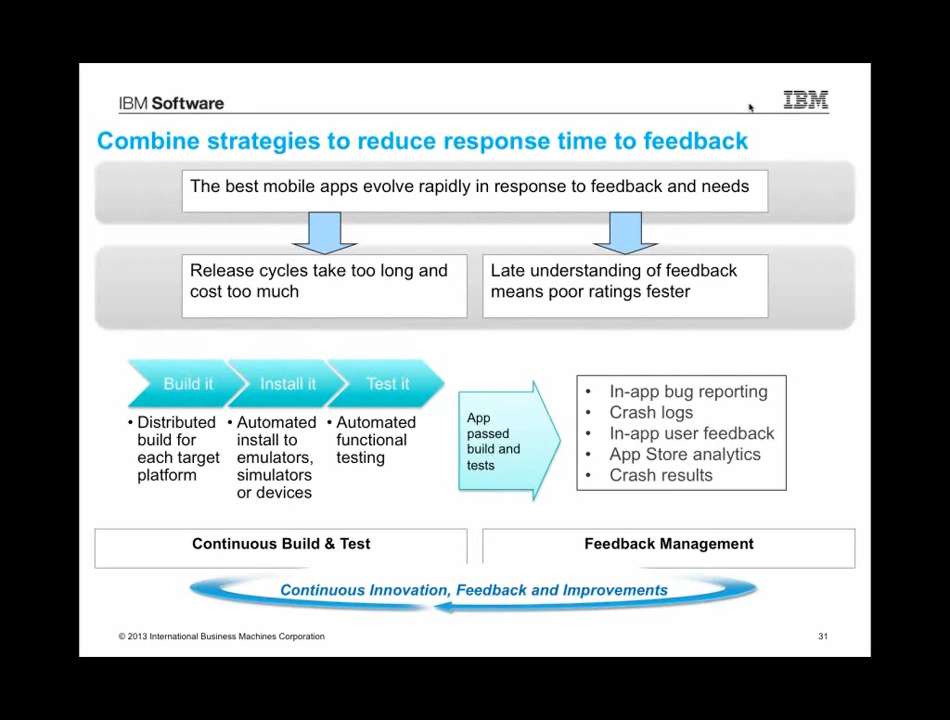 IBM Software
IBM
Combine strategies to reduce response time to feedback
The best mobile apps evolve rapidly in response to feedback and needs
Release cycles take too long and
cost too much
Late understanding of feedback
means poor ratings fester
Build it
Install it
Test it
• Distributed
build for
each target
platform
• Automated
install to
emulators,
simulators
or devices
• Automated
functional
testing
App
passed
build and
tests
• In-app bug reporting
• Crash logs
• In-app user feedback
• App Store analytics
• Crash results
Continuous Build & Test
Feedback Management
Continuous Innovation, Feedback and Improvements
© 2013 International Business Machines Corporation
31